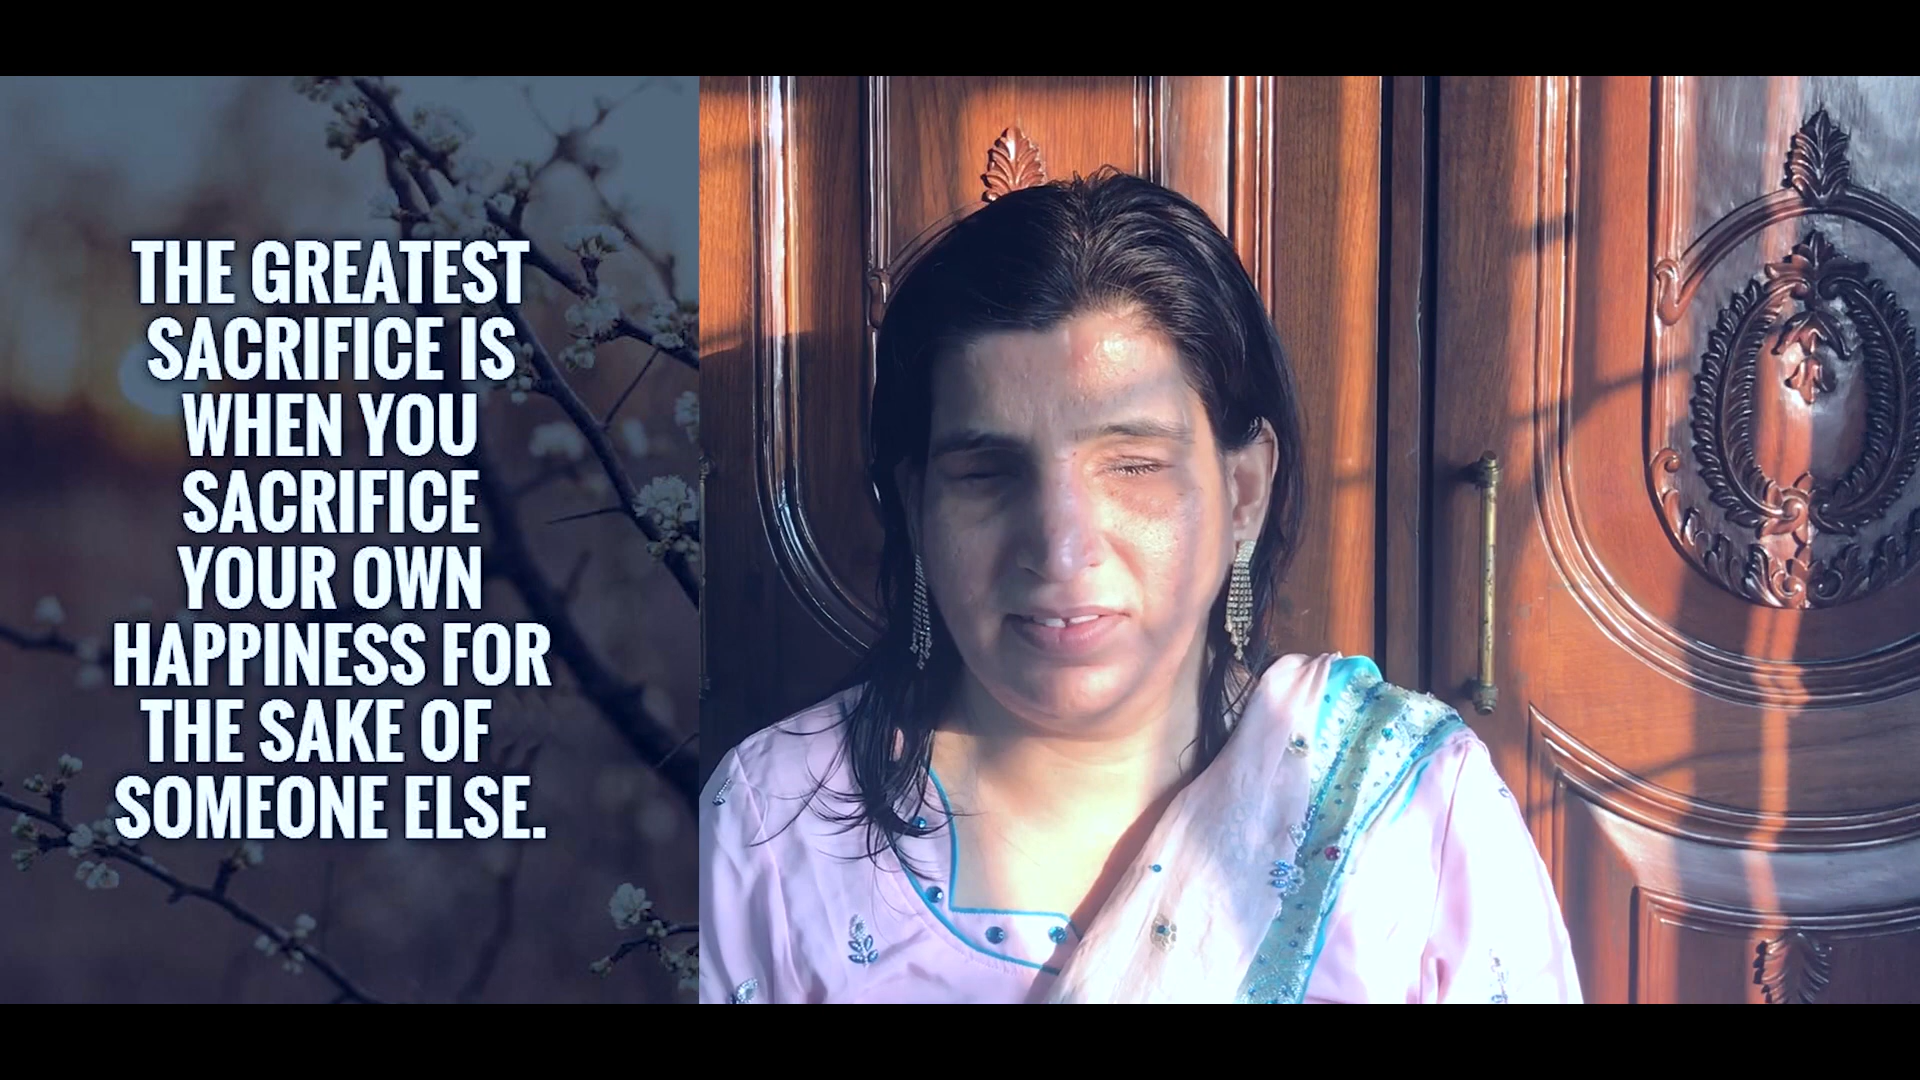 THE GREATEST
SACRIFICE IS
WHEN YOU
SACRIFICE
YOUR OWN
HAPPINESS FOR
THE SAKE OF
SOMEONE ELSE.